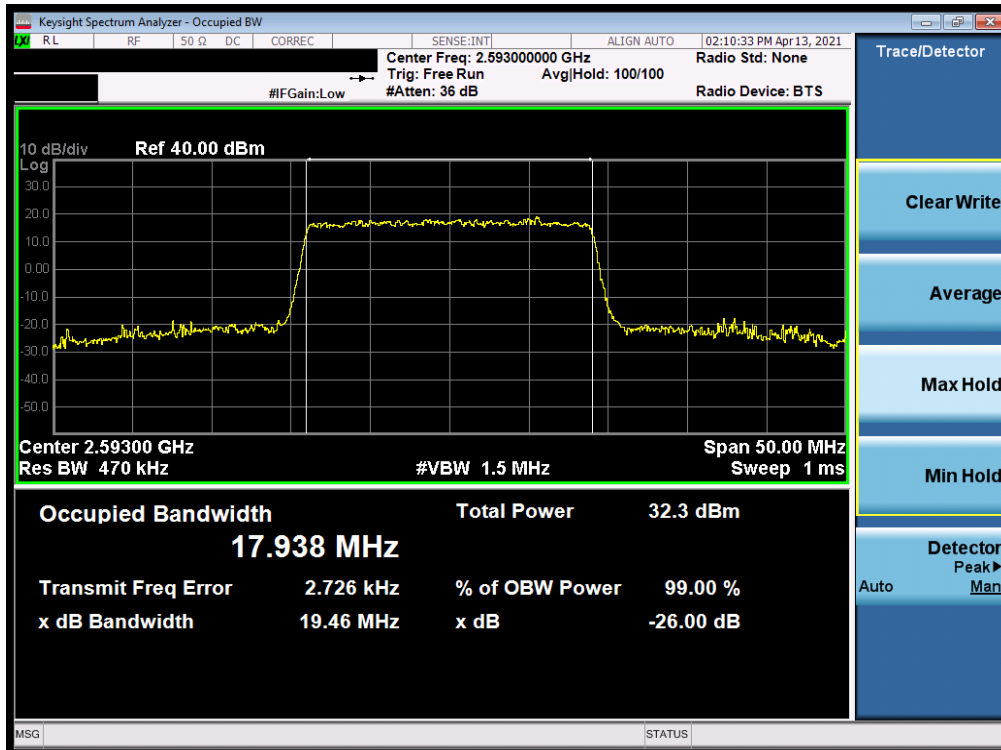 Keysight Spectrum Analyzer - Occupied BW
LXI RL RF 50 Ω DC CORREC SENSE:INT ALIGN AUTO 02:10:33 PM Apr 13, 2021
Center Freq: 2.593000000 GHz Radio Std: None
Trig: Free Run Avg|Hold: 100/100
#IFGain:Low #Atten: 36 dB Radio Device: BTS
10 dB/div Ref 40.00 dBm
Log
30.0
20.0
10.0
0.00
-10.0
-20.0
-30.0
-40.0
-50.0
Center 2.59300 GHz Span 50.00 MHz
Res BW 470 kHz #VBW 1.5 MHz Sweep 1 ms
Occupied Bandwidth Total Power 32.3 dBm
17.938 MHz
Transmit Freq Error 2.726 kHz % of OBW Power 99.00 %
x dB Bandwidth 19.46 MHz x dB -26.00 dB
Trace/Detector
Clear Write
Average
Max Hold
Min Hold
Detector
Peak▶
Auto Man
MSG STATUS